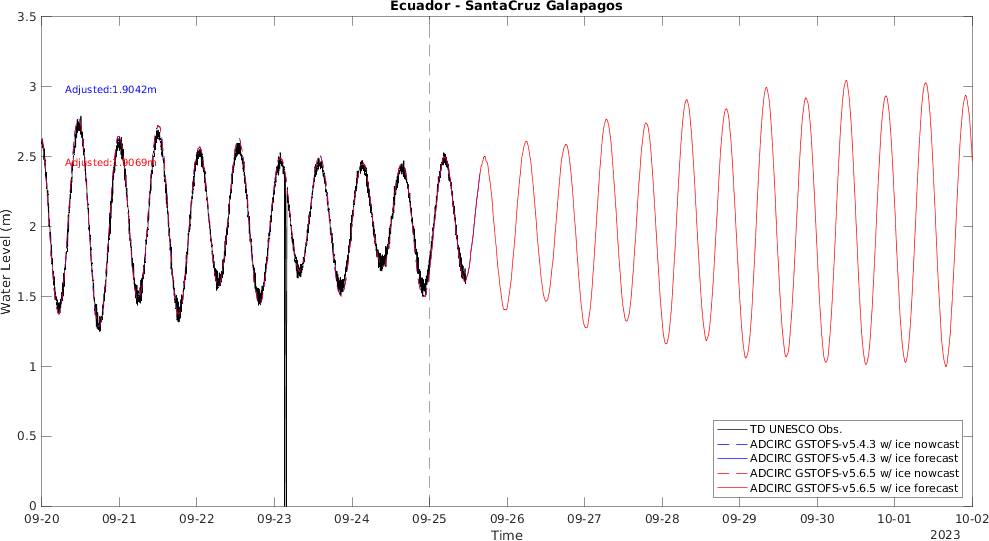 Ecuador - SantaCruz Galapagos
3.5
3
2.5
2
1.5
1
0.5
0
Water Level (m)
Adjusted:1.9042m
Adjusted:1.9069m
TD UNESCO Obs.
ADCIRC GSTOFS-v5.4.3 w/ ice nowcast
ADCIRC GSTOFS-v5.4.3 w/ ice forecast
ADCIRC GSTOFS-v5.6.5 w/ ice nowcast
ADCIRC GSTOFS-v5.6.5 w/ ice forecast
09-20 09-21 09-22 09-23 09-24 09-25 09-26 09-27 09-28 09-29 09-30 10-01 10-02
Time
2023